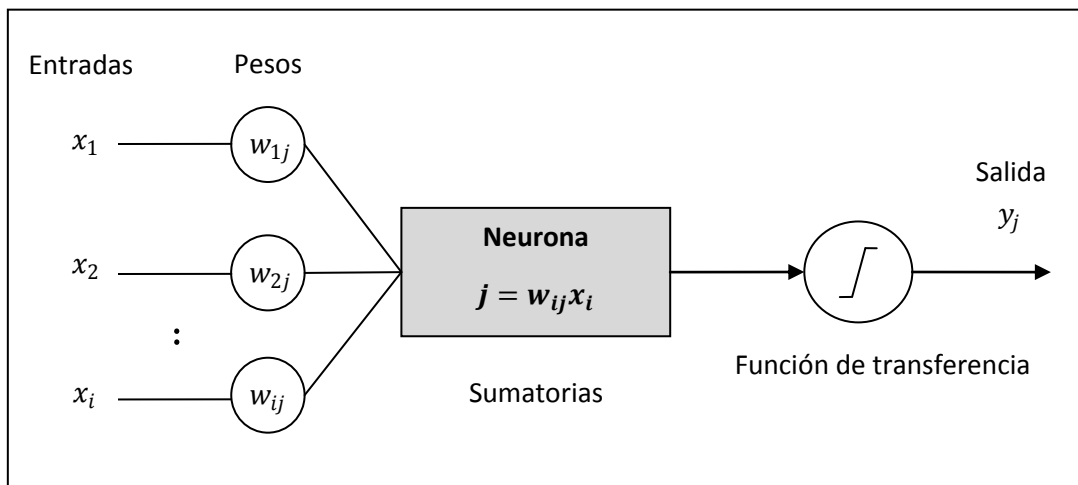 Entradas
Pesos
x₁
w₁ⱼ
Salida
yⱼ
Neurona
j = wᵢⱼxᵢ
x₂
w₂ⱼ
:
xᵢ
wᵢⱼ
Sumatorias
Función de transferencia